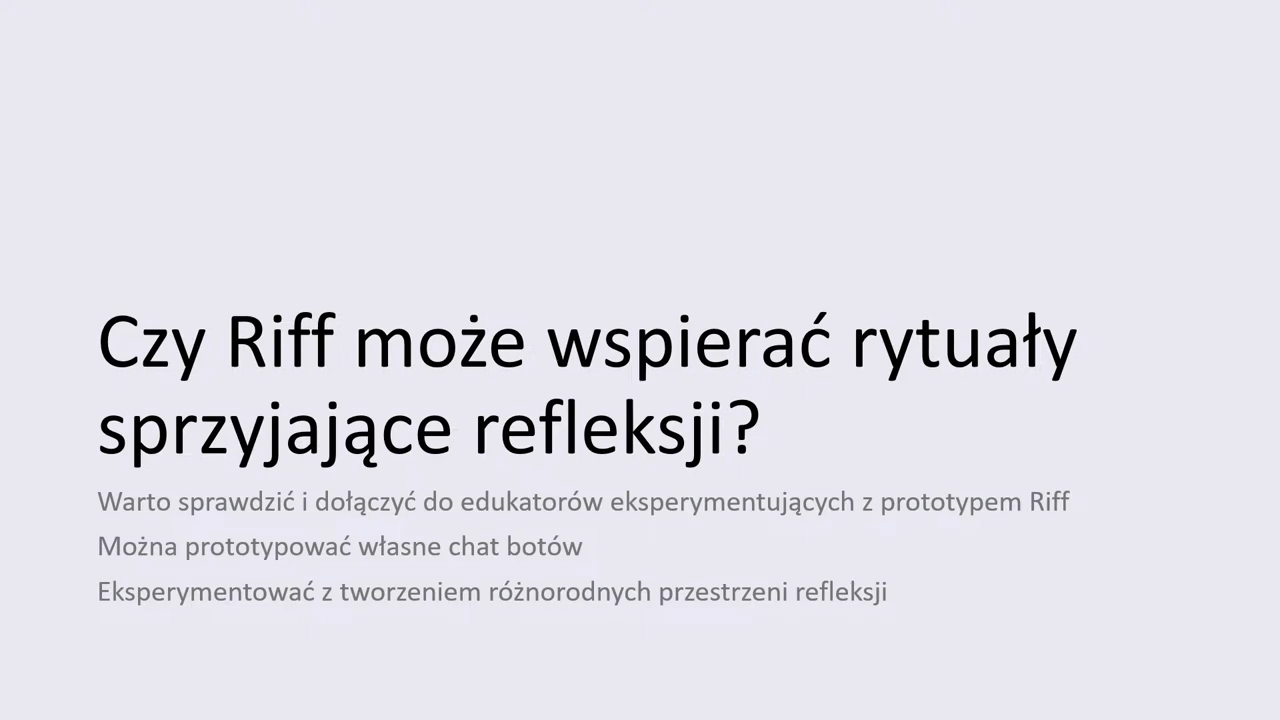 Czy Riff może wspierać rytuały
sprzyjające refleksji?
Warto sprawdzić i dołączyć do edukatorów eksperymentujących z prototypem Riff
Można prototypować własne chat botów
Eksperymentować z tworzeniem różnorodnych przestrzeni refleksji